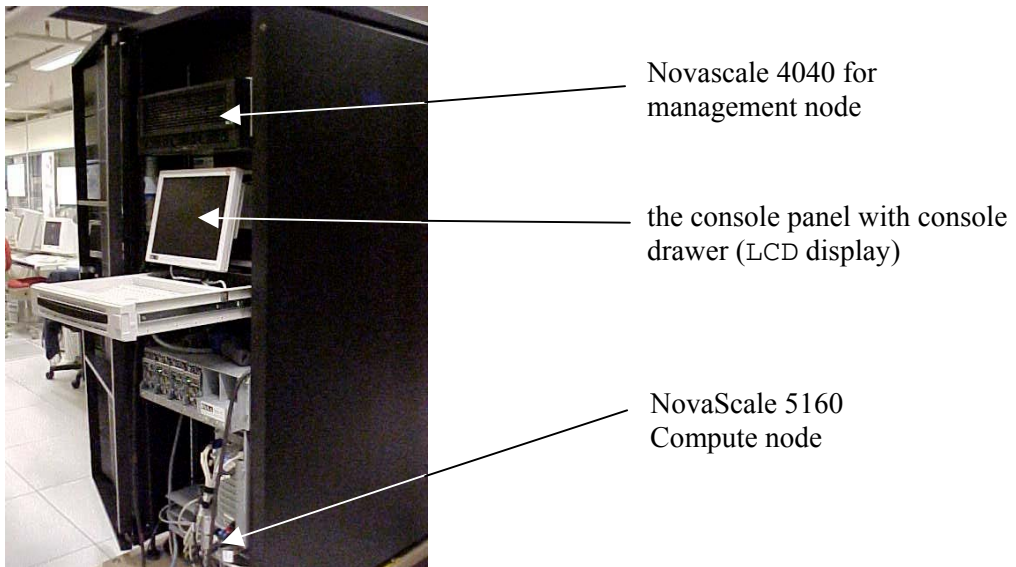 Novascale 4040 for
management node
the console panel with console
drawer (LCD display)
NovaScale 5160
Compute node